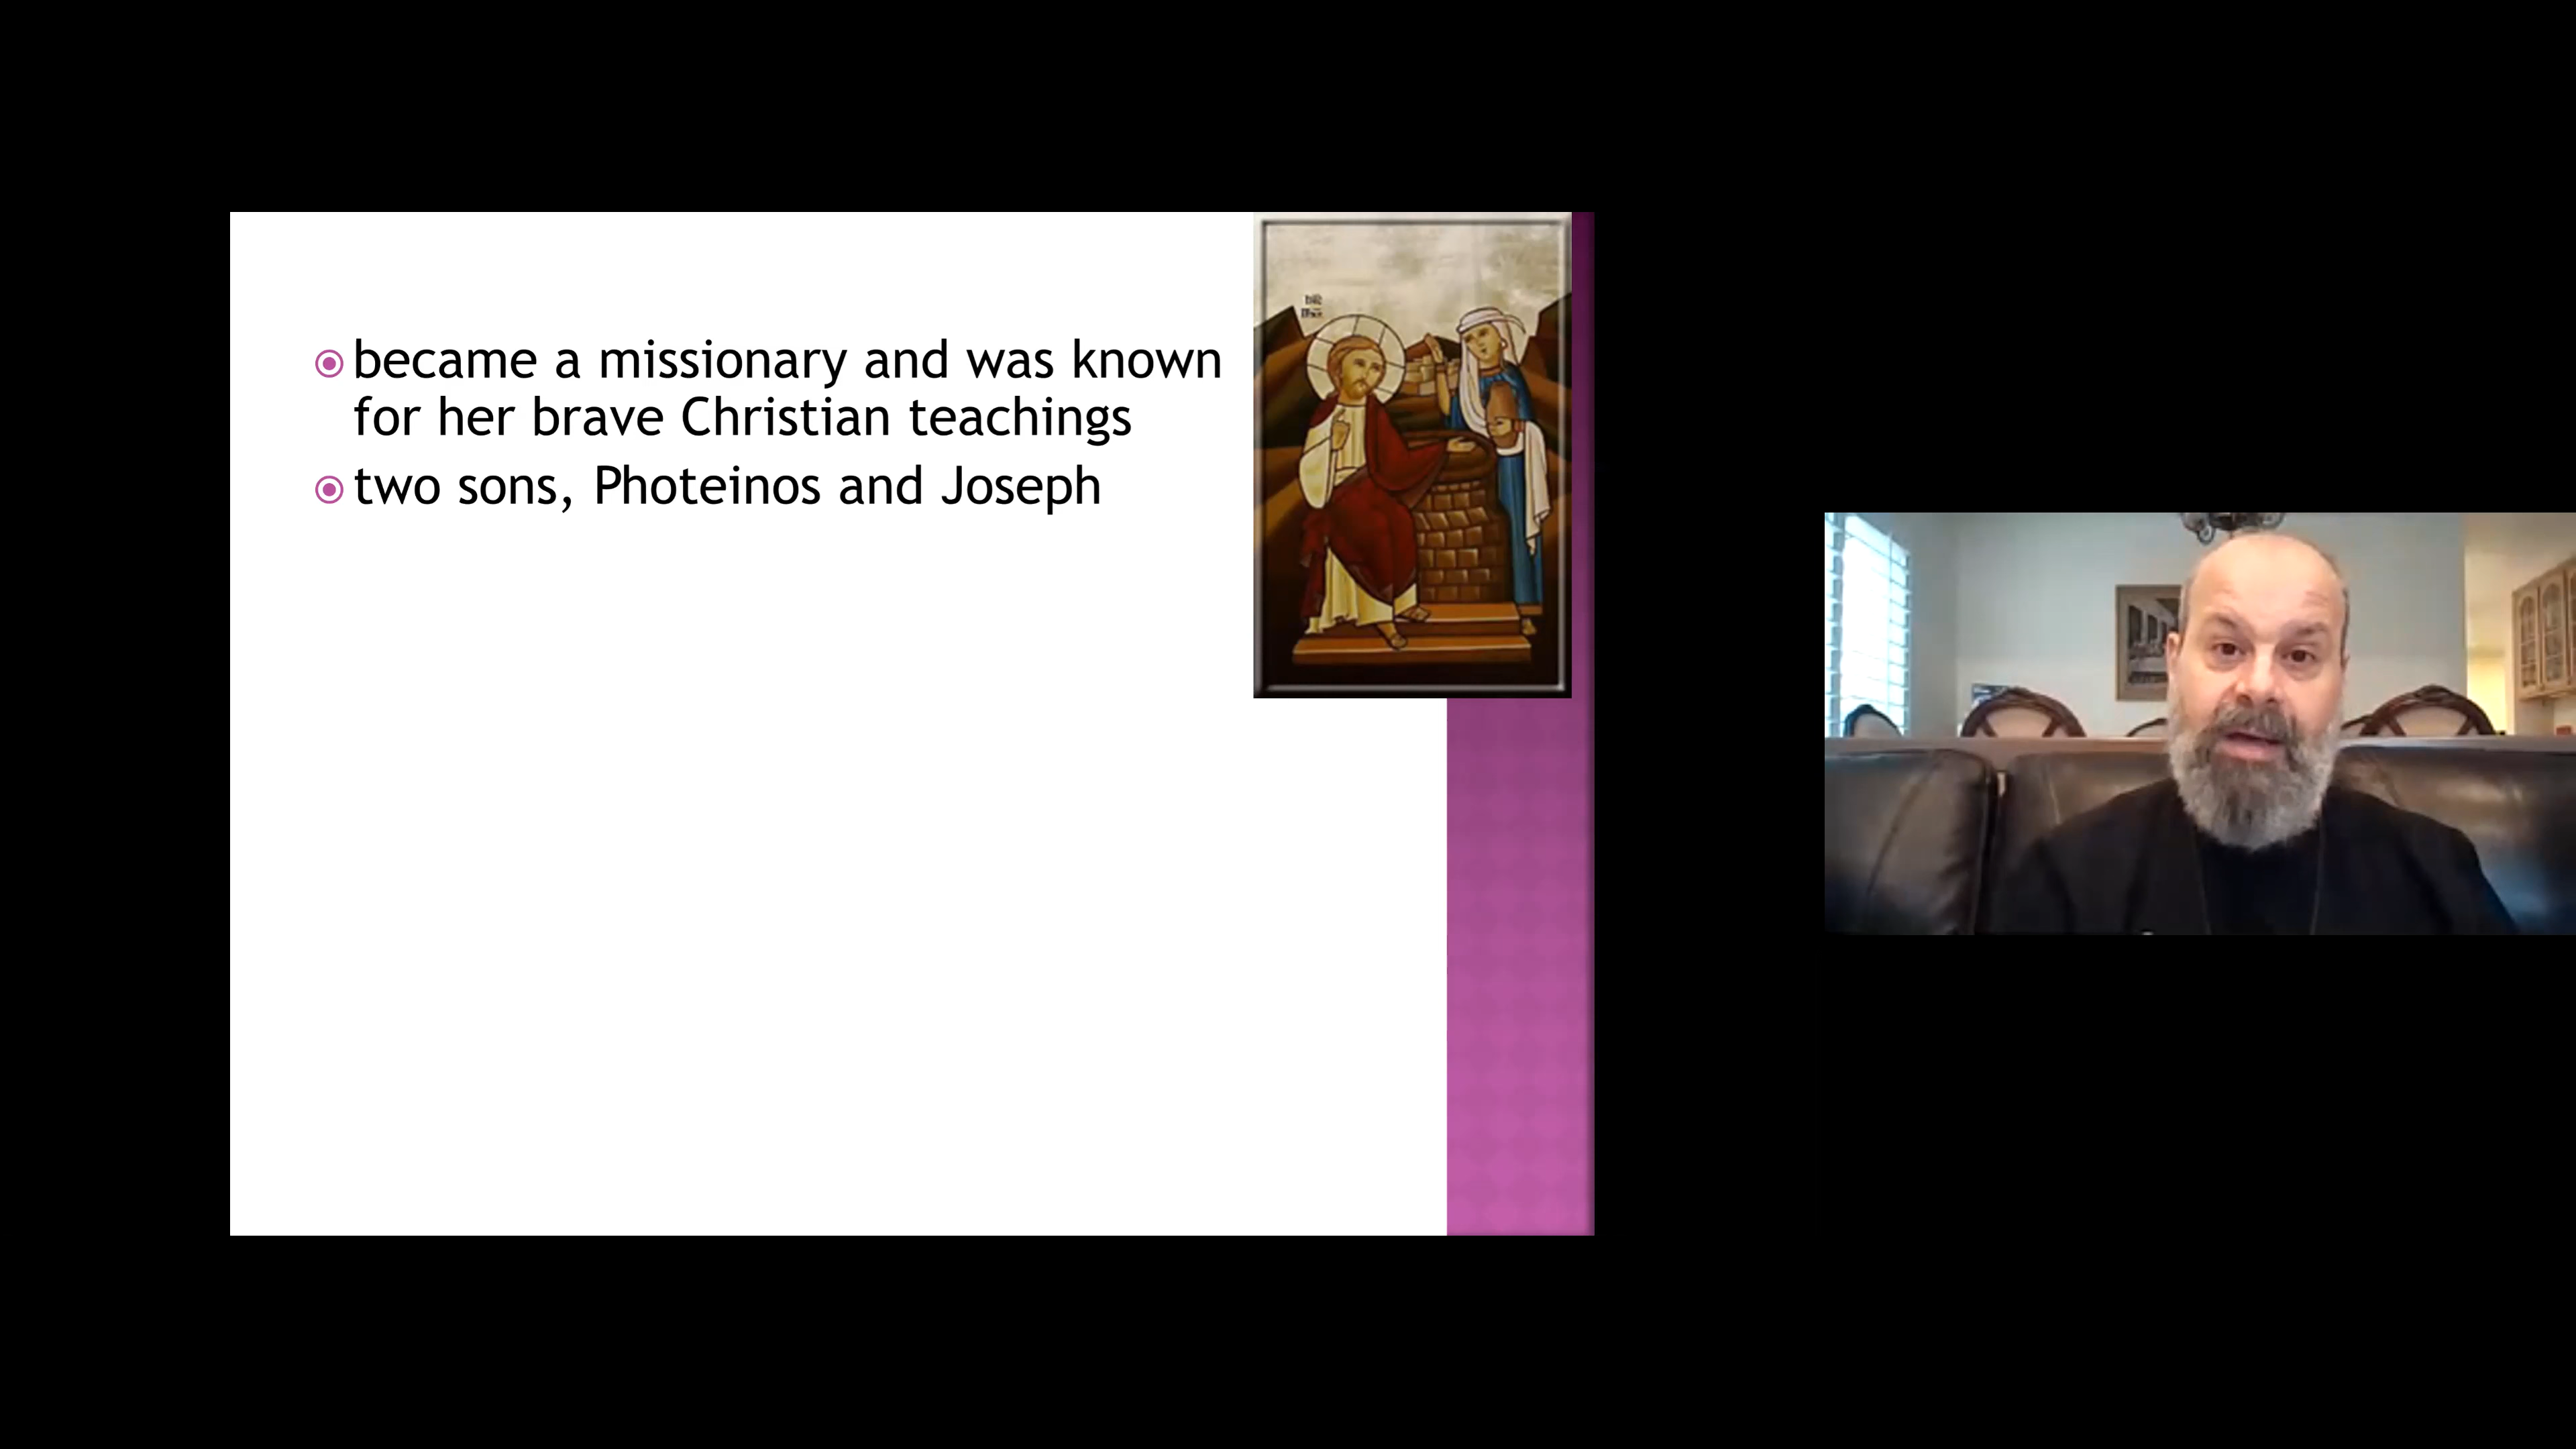 became a missionary and was known
for her brave Christian teachings
two sons, Photeinos and Joseph